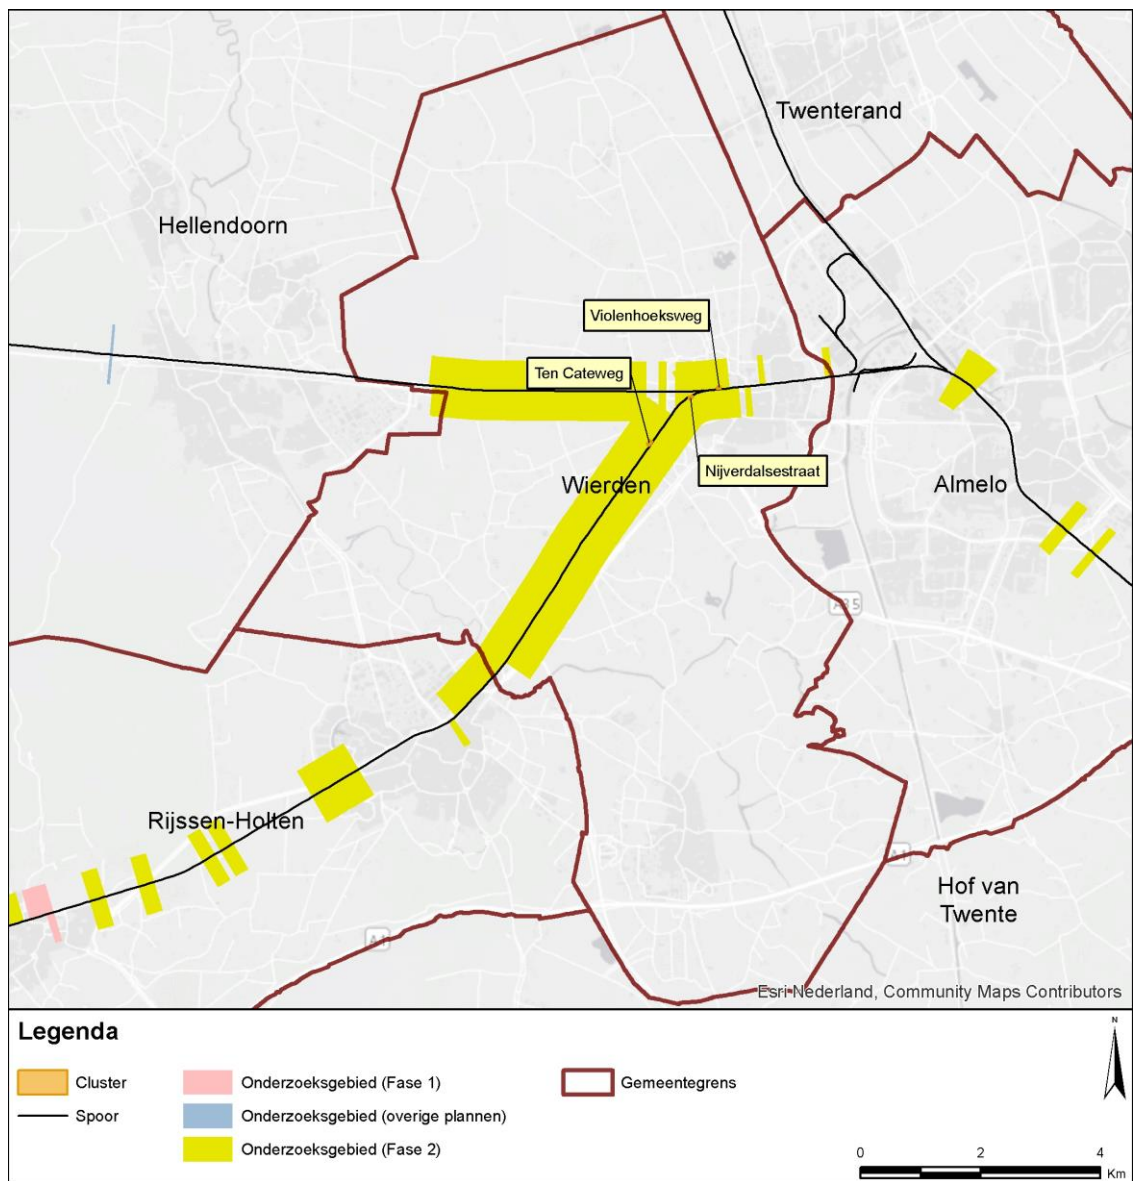 Twenterand
Hellendoorn
Violenhoeksweg
Ten Cateweg
Nijverdalsestraat
Wierden
Almelo
A35
Rijssen-Holten
A1
Hof van
Twente
A1
Esri Nederland, Community Maps Contributors
Legenda
N
Cluster
Onderzoeksgebied (Fase 1)
Gemeentegrens
Spoor
Onderzoeksgebied (overige plannen)
Onderzoeksgebied (Fase 2)
0 2 4
Km